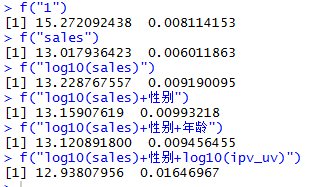 > f("1")
[1] 15.272092438  0.008114153
> f("sales")
[1] 13.017936423  0.006011863
> f("log10(sales)")
[1] 13.228767557  0.009190095
> f("log10(sales)+性别")
[1] 13.15907619  0.00993218
> f("log10(sales)+性别+年龄")
[1] 13.120891800  0.009456455
> f("log10(sales)+性别+log10(ipv_uv)")
[1] 12.93807956  0.01646967
>